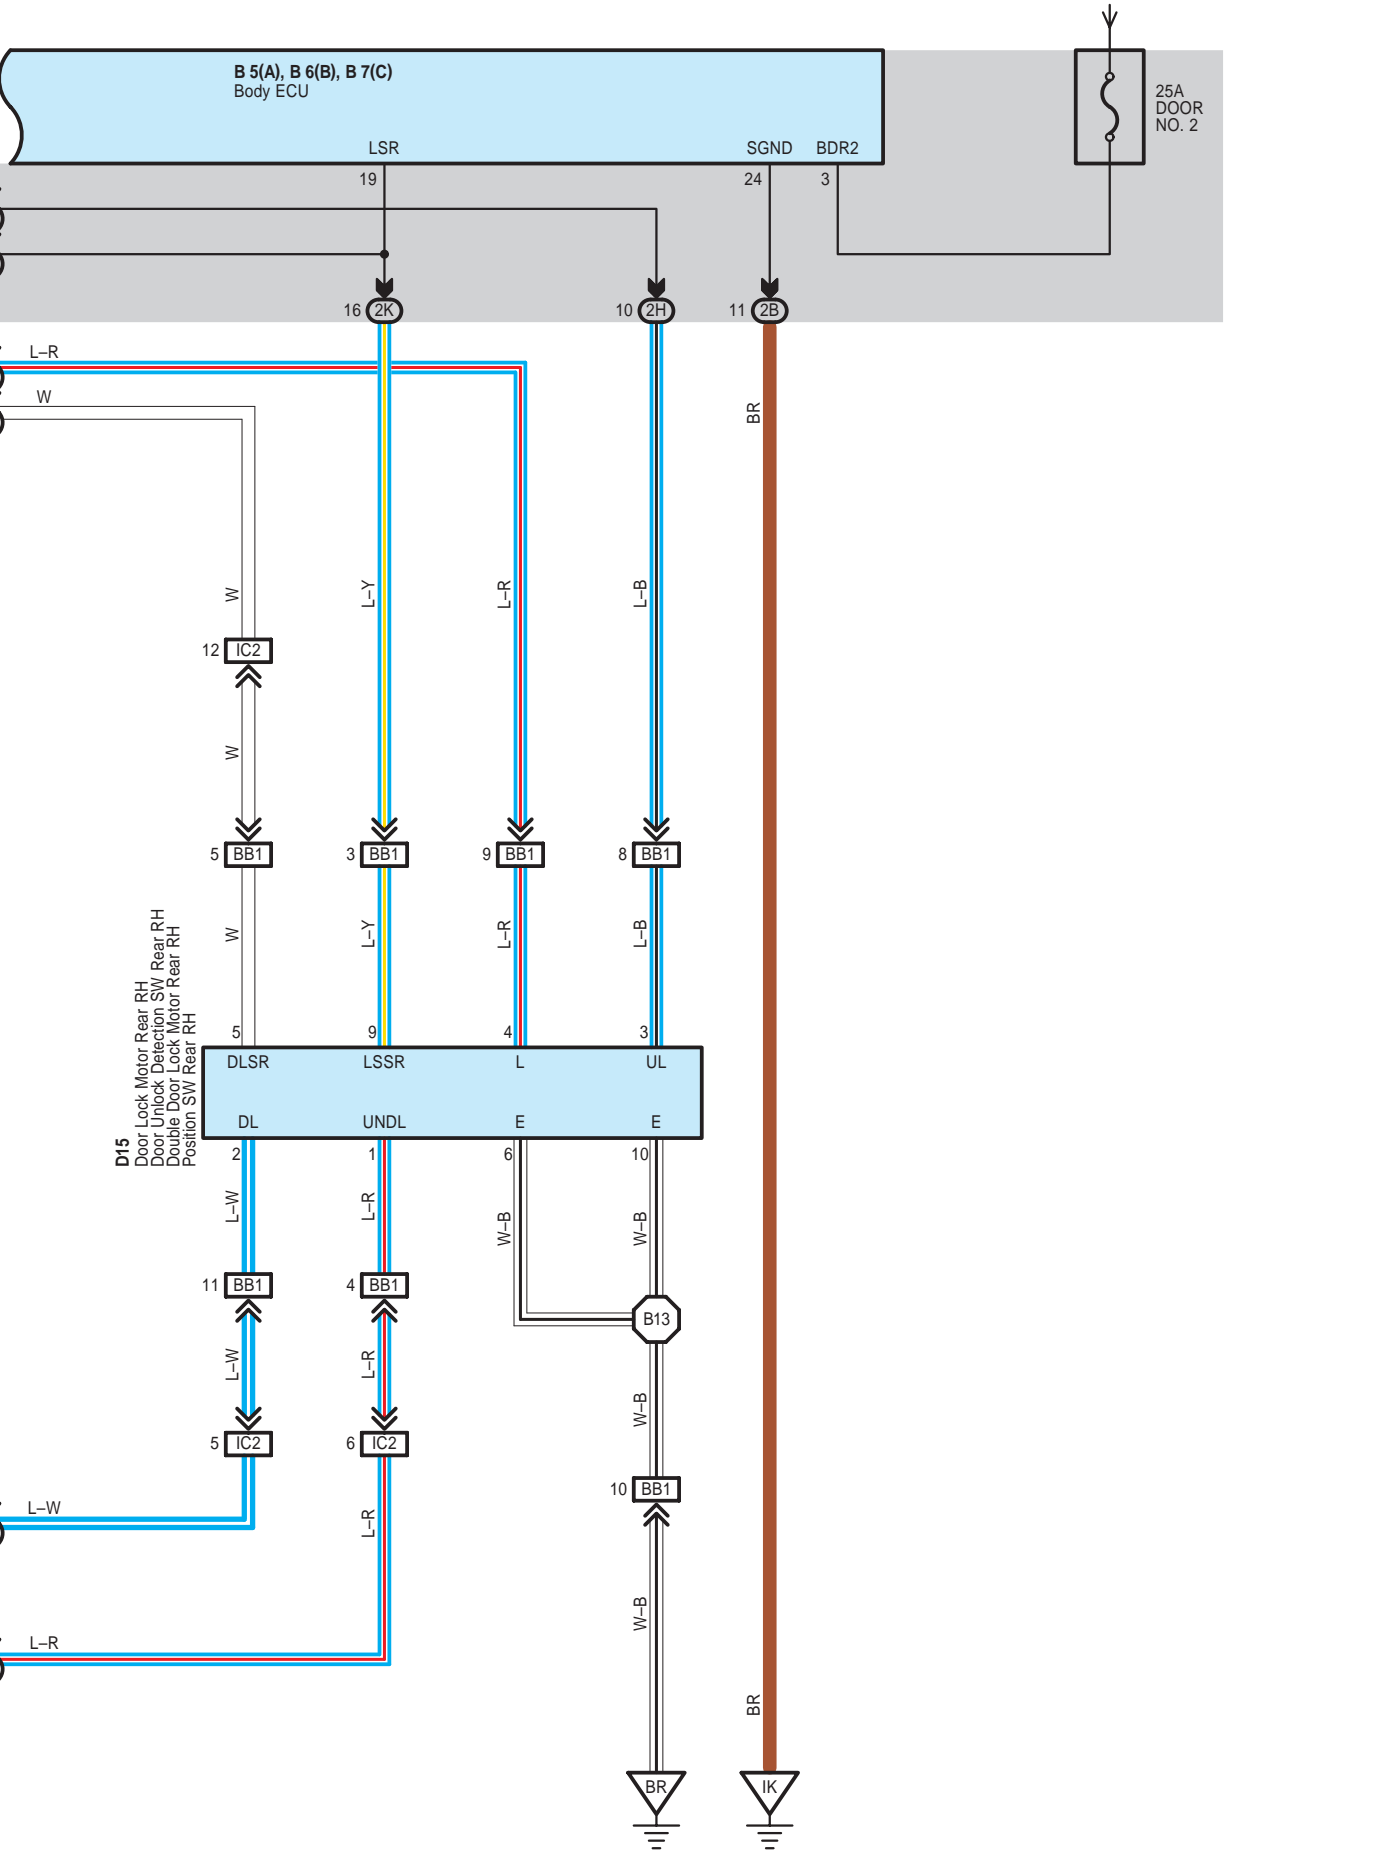 B 5(A), B 6(B), B 7(C)
Body ECU
25A
DOOR
NO. 2
LSR
SGND
BDR2
19
24
3
16
2K
10
2H
11
2B
L–R
W
BR
W
L–Y
L–R
L–B
12
IC2
W
5
BB1
3
BB1
9
BB1
8
BB1
W
L–Y
L–R
L–B
D15
Door Lock Motor Rear RH
Door Unlock Detection SW Rear RH
Double Door Lock Motor Rear RH
Position SW Rear RH
5
9
4
3
DLSR
LSSR
L
UL
DL
UNDL
E
E
2
1
6
10
L–W
L–R
W–B
W–B
11
BB1
4
BB1
B13
L–W
L–R
W–B
5
IC2
6
IC2
10
BB1
L–W
L–R
W–B
L–R
BR
BR
IK